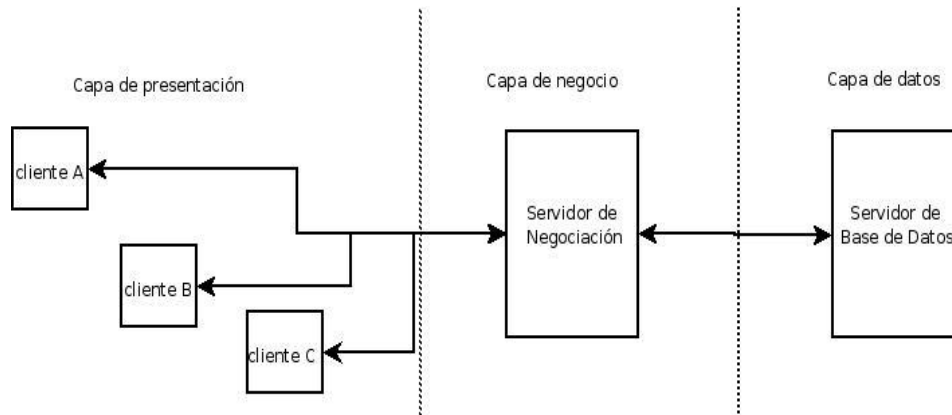 Capa de presentación
Capa de negocio
Capa de datos
cliente A
cliente B
cliente C
Servidor de
Negociación
Servidor de
Base de Datos